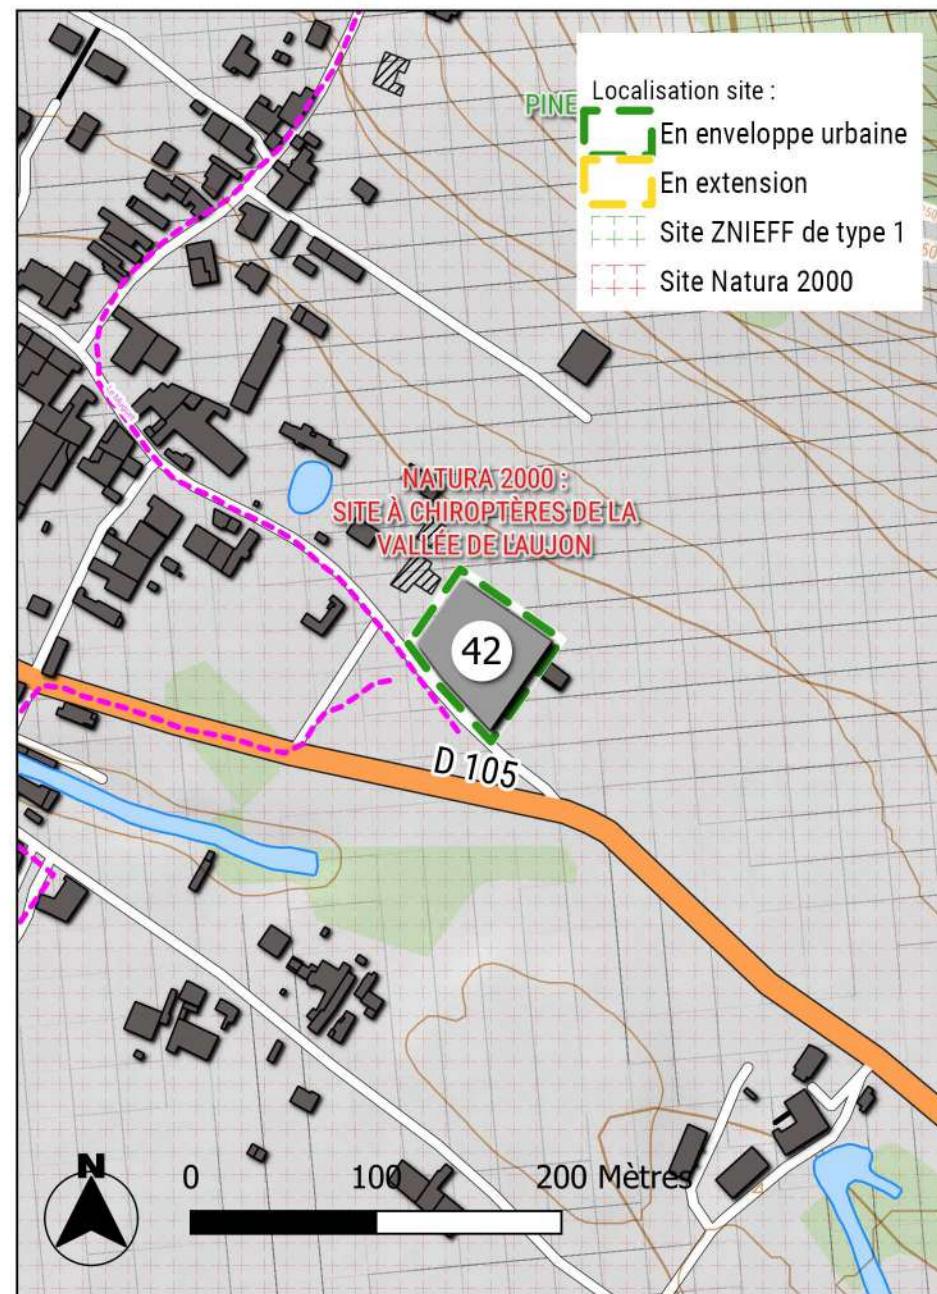 Localisation site :
PINE
En enveloppe urbaine
En extension
Site ZNIEFF de type 1
Site Natura 2000
NATURA 2000 :
SITE À CHIROPTÈRES DE LA
VALLÉE DE L'AUJON
42
D 105
N
0 100 200 Mètres